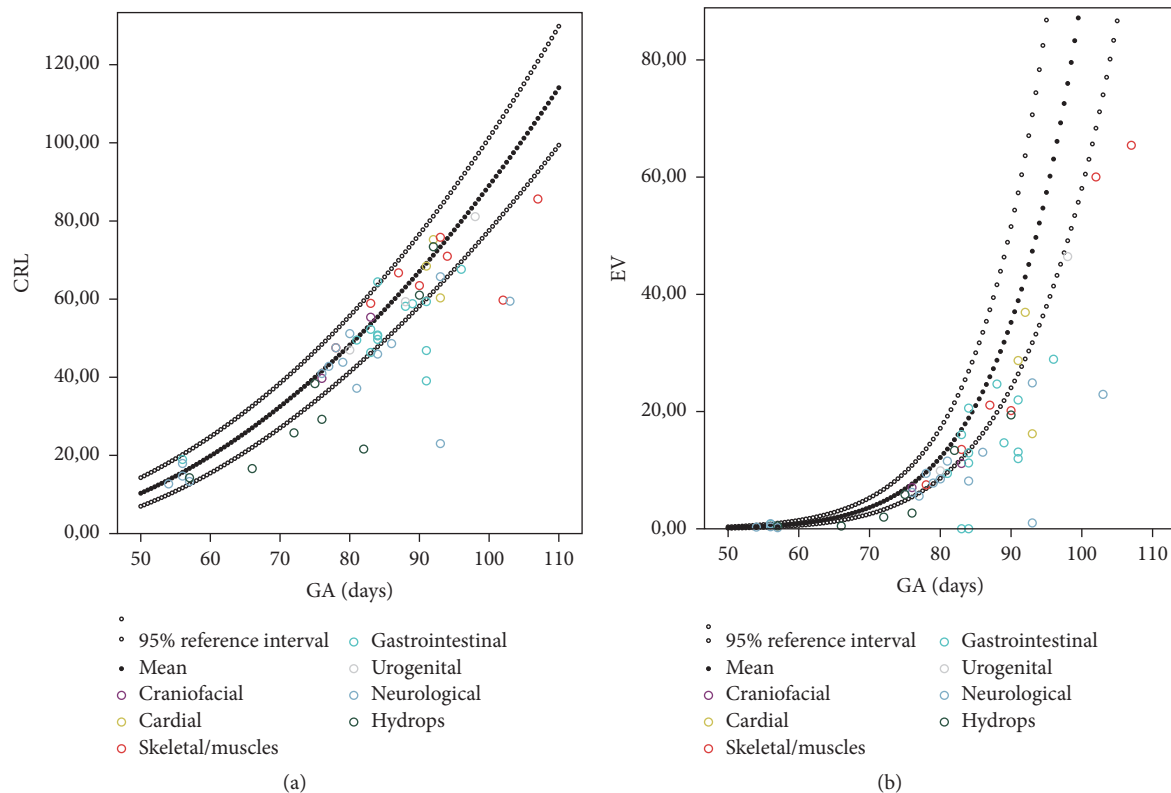 120,00
100,00
80,00
60,00
40,00
20,00
0,00
CRL
50 60 70 80 90 100 110
GA (days)
95% reference interval
Mean
Craniofacial
Cardial
Skeletal/muscles
Gastrointestinal
Urogenital
Neurological
Hydrops
(a)
80,00
60,00
40,00
20,00
0,00
EV
50 60 70 80 90 100 110
GA (days)
95% reference interval
Mean
Craniofacial
Cardial
Skeletal/muscles
Gastrointestinal
Urogenital
Neurological
Hydrops
(b)